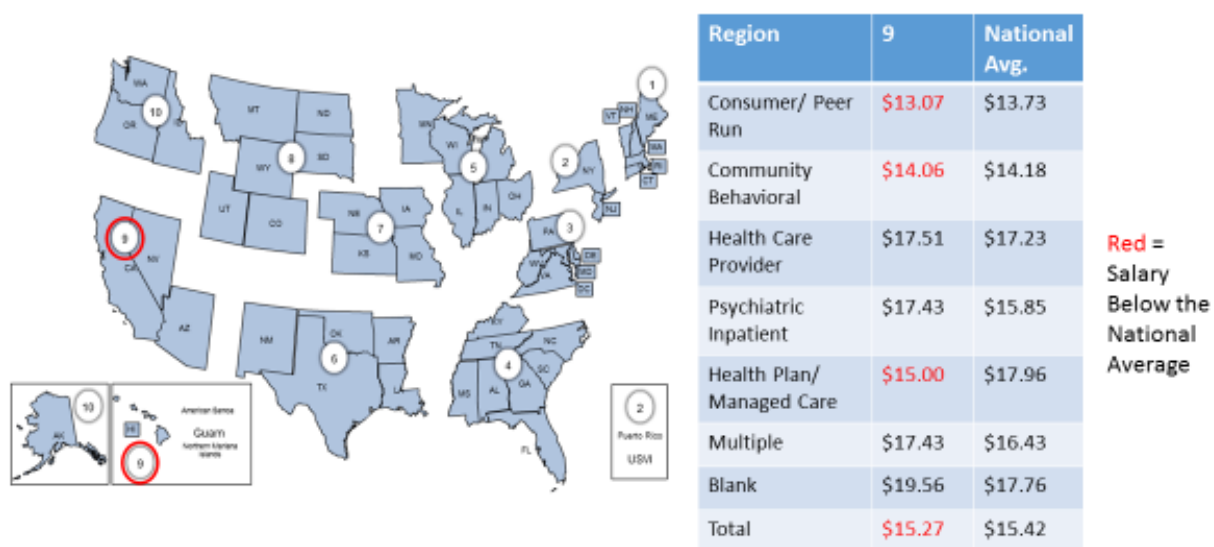 WA
OR
ID
10
MT
ND
WY
8
SD
UT
CO
MN
WI
5
IL
IN
OH
1
VT
NH
ME
MA
RI
CT
2
NY
NJ
3
PA
DE
WV
MD
VA
DC
NE
IA
7
KS
MO
9
CA
NV
AZ
NM
OK
AR
6
TX
LA
KY
TN
NC
4
SC
MS
AL
GA
FL
AK
10
HI
American Samoa
Guam
Northern Mariana
Islands
9
2
Puerto Rico
USVI
Region 9 National
Avg.
Consumer/ Peer $13.07 $13.73
Run
Community $14.06 $14.18
Behavioral
Health Care $17.51 $17.23
Provider
Psychiatric $17.43 $15.85
Inpatient
Health Plan/ $15.00 $17.96
Managed Care
Multiple $17.43 $16.43
Blank $19.56 $17.76
Total $15.27 $15.42
Red =
Salary
Below the
National
Average